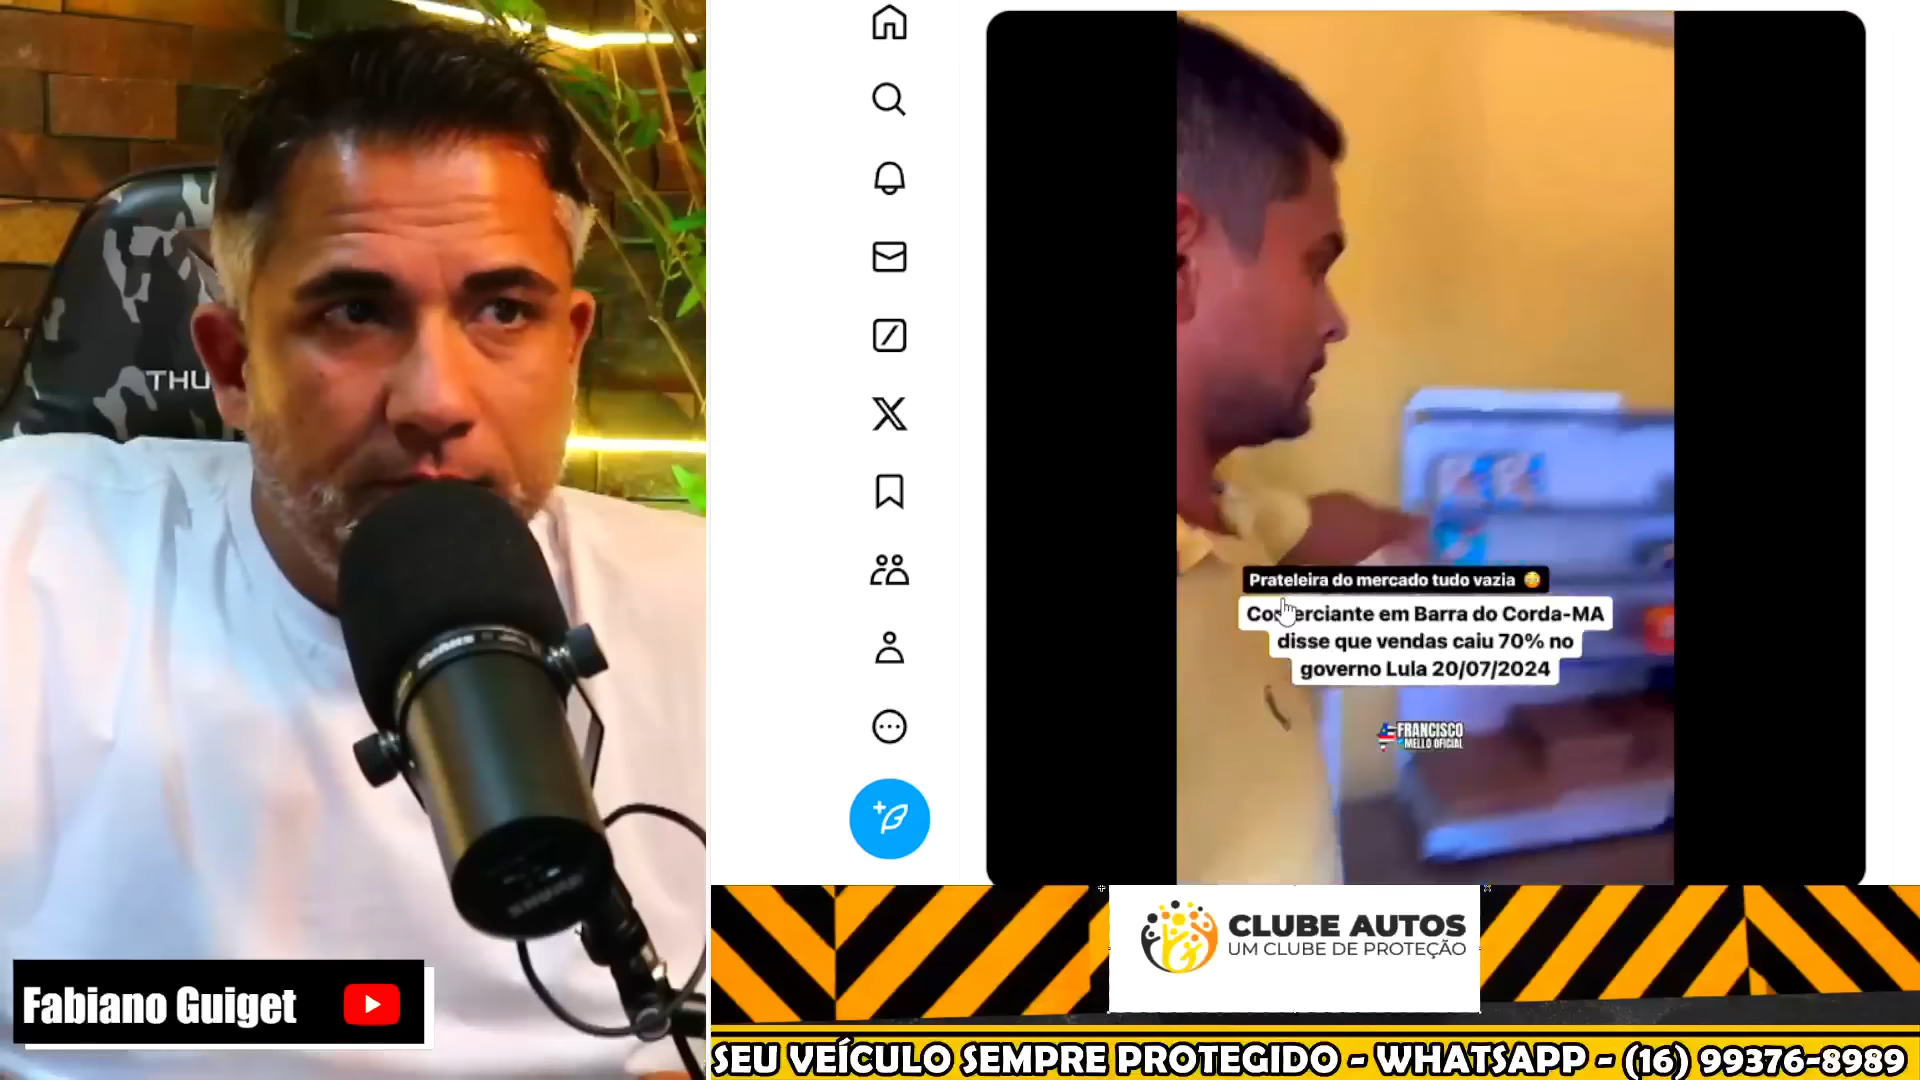 THU
Fabiano Guiget
Prateleira do mercado tudo vazia 😳
Comerciante em Barra do Corda-MA
disse que vendas caiu 70% no
governo Lula 20/07/2024
FRANCISCO
MELLO OFICIAL
CLUBE AUTOS
UM CLUBE DE PROTEÇÃO
SEU VEÍCULO SEMPRE PROTEGIDO - WHATSAPP - (16) 99376-8989